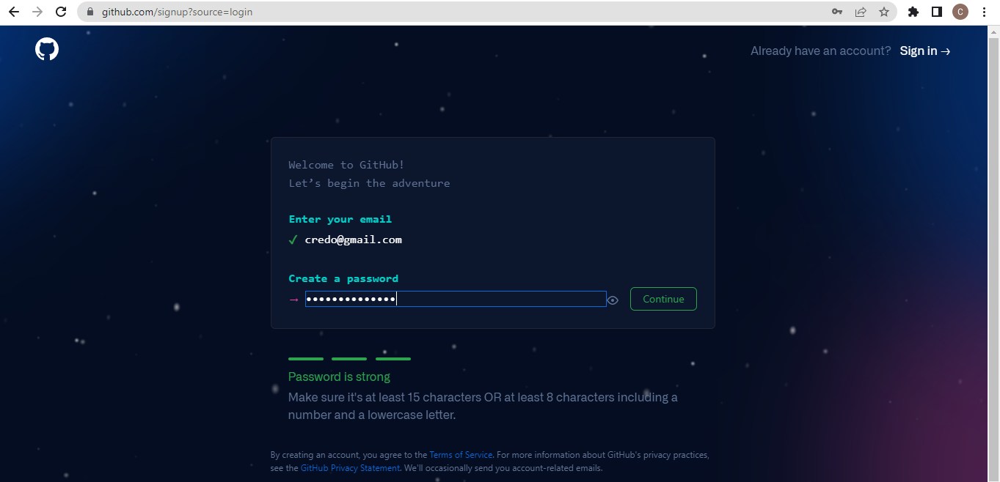 github.com/signup?source=login
C
Already have an account? Sign in →
Welcome to GitHub!
Let’s begin the adventure
Enter your email
✓ credo@gmail.com
Create a password
→ ••••••••••••••
Continue
Password is strong
Make sure it's at least 15 characters OR at least 8 characters including a
number and a lowercase letter.
By creating an account, you agree to the Terms of Service. For more information about GitHub's privacy practices,
see the GitHub Privacy Statement. We'll occasionally send you account-related emails.